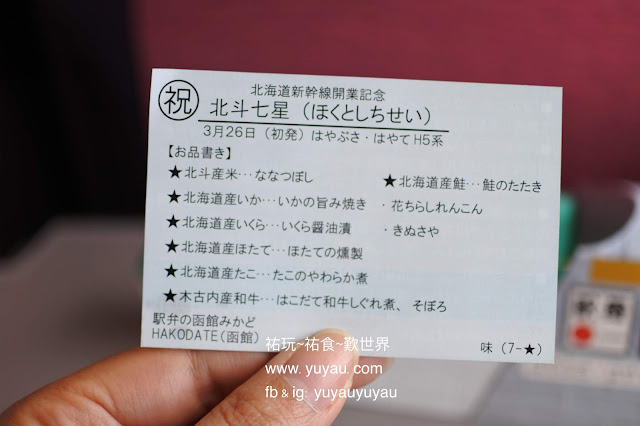 祝
北海道新幹線開業記念
北斗七星（ほくとしちせい）
3月26日（初発）はやぶさ・はやてH5系
【お品書き】
★北斗産米…ななつぼし
★北海道産いか…いかの旨み焼き
★北海道産いくら…いくら醤油漬
★北海道産ほたて…ほたての燻製
★北海道産たこ…たこのやわらか煮
★木古内産和牛…はこだて和牛しぐれ煮、そぼろ
★北海道産鮭…鮭のたたき
・花ちらしれんこん
・きぬさや
駅弁の函館みかど
HAKODATE（函館）
味（7-★）
祐玩~祐食~歎世界
www. yuyau. com
fb & ig: yuyauyuyau